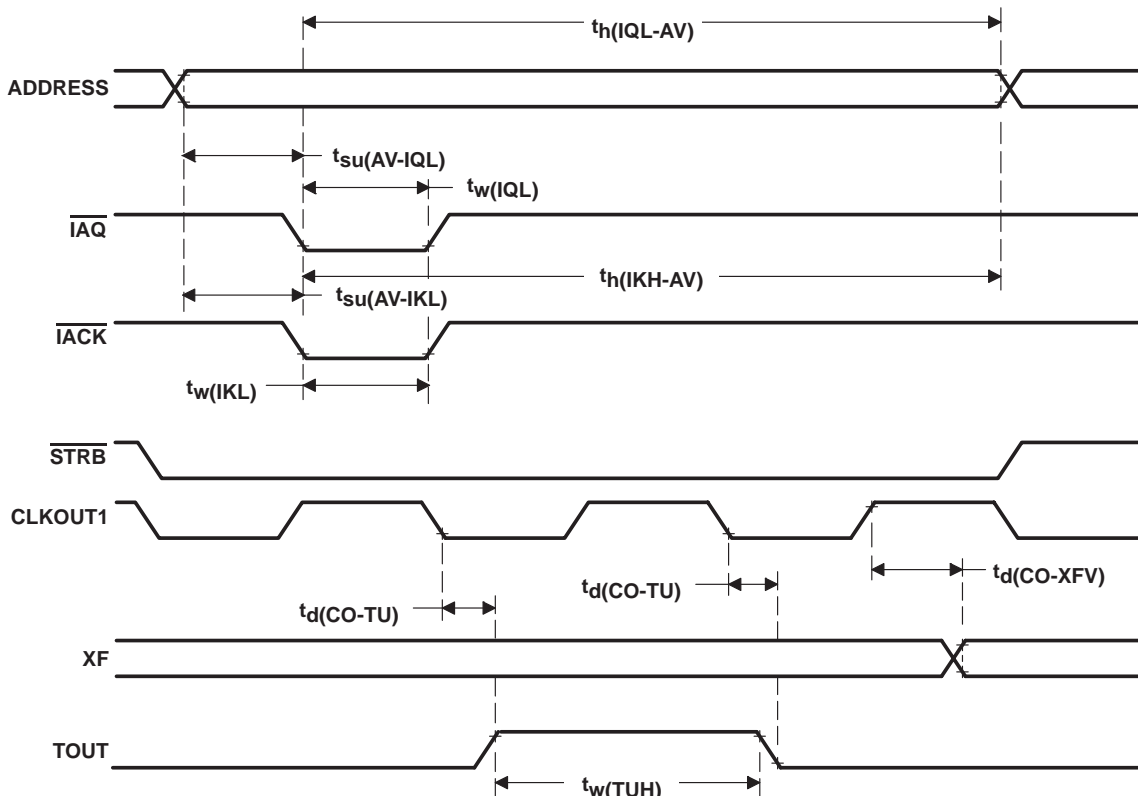 th(IQL-AV)
ADDRESS
tsu(AV-IQL)
tw(IQL)
IAQ
th(IKH-AV)
tsu(AV-IKL)
IACK
tw(IKL)
STRB
CLKOUT1
td(CO-XFV)
td(CO-TU)
td(CO-TU)
XF
TOUT
tw(TUH)